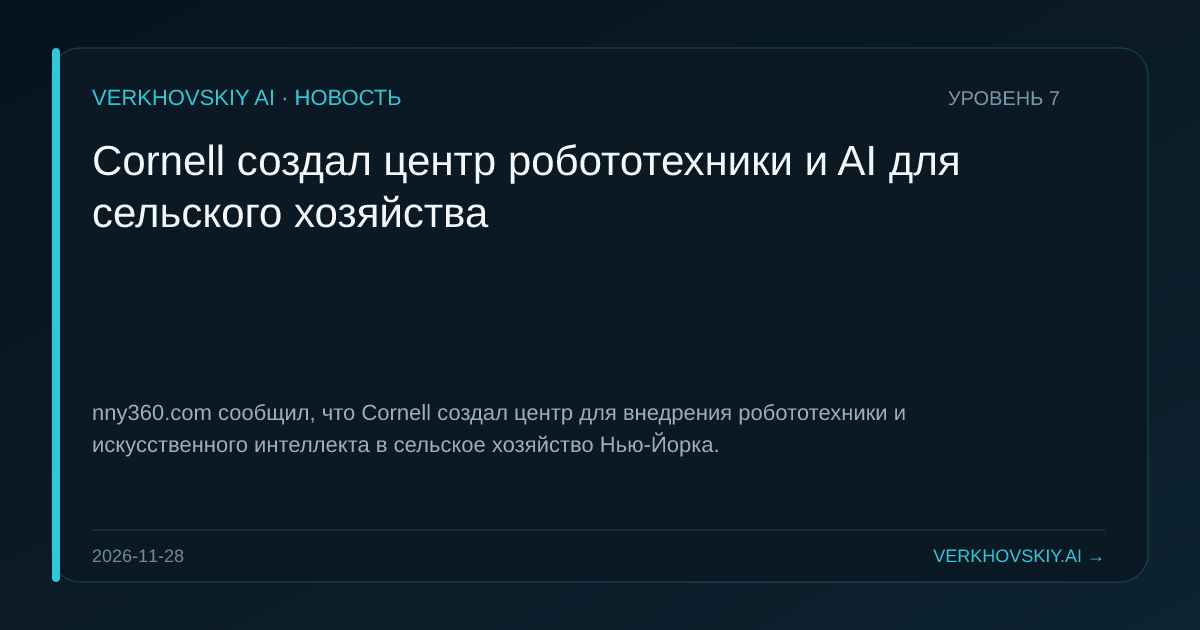 VERKHOVSKIY AI · НОВОСТЬ
УРОВЕНЬ 7
Cornell создал центр робототехники и AI для
сельского хозяйства
nny360.com сообщил, что Cornell создал центр для внедрения робототехники и
искусственного интеллекта в сельское хозяйство Нью-Йорка.
2026-11-28
VERKHOVSKIY.AI →